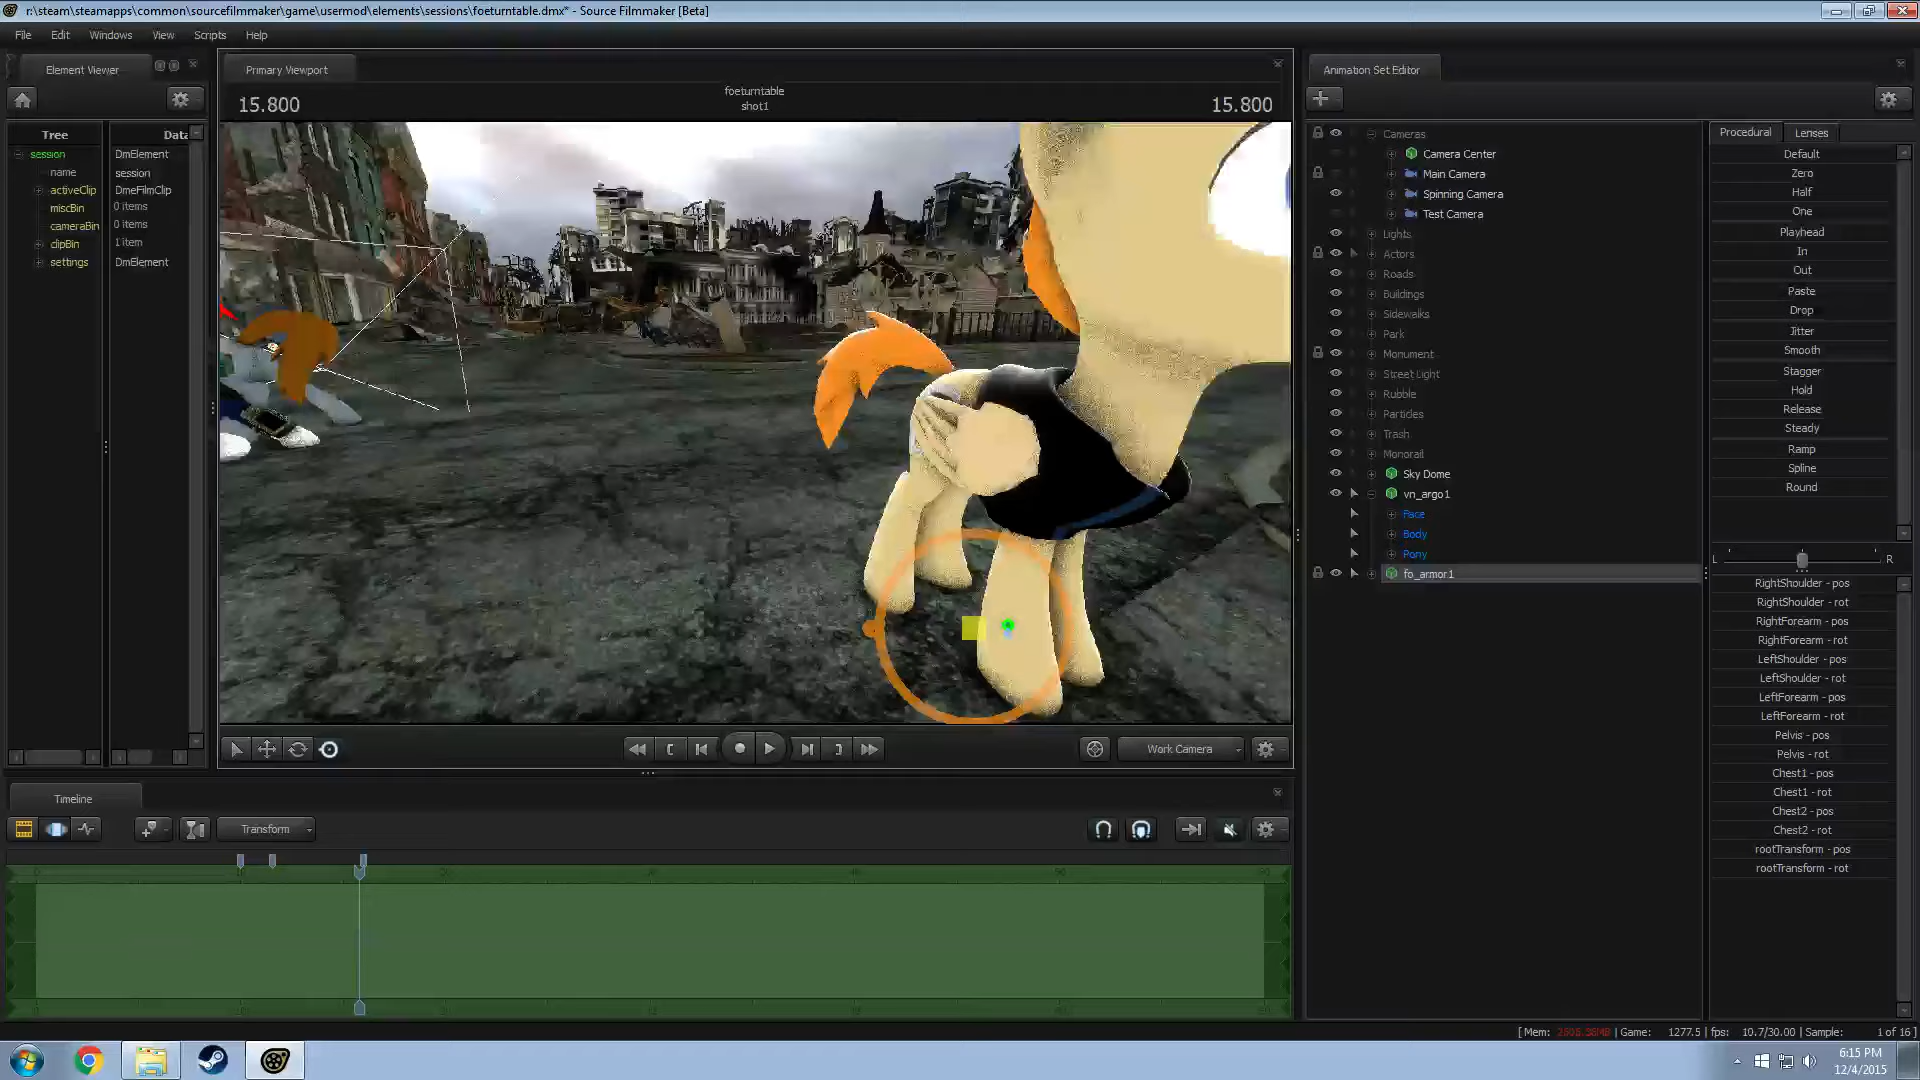 r:\steam\steamapps\common\sourcefilmmaker\game\usermod\elements\sessions\foeturntable.dmx* - Source Filmmaker [Beta]
File Edit Windows View Scripts Help
Element Viewer
Tree Data
session DmElement
name session
activeClip DmeFilmClip
miscBin 0 items
cameraBin 0 items
clipBin 1 item
settings DmElement
Primary Viewport
15.800 foeturntable 15.800
shot1
Work Camera
Timeline
Transform
Animation Set Editor
Cameras
Camera Center
Main Camera
Spinning Camera
Test Camera
Lights
Actors
Roads
Buildings
Sidewalks
Park
Monument
Street Light
Rubble
Particles
Trash
Monorail
Sky Dome
vn_argo1
Face
Body
Pony
fo_armor1
Procedural Lenses
Default
Zero
Half
One
Playhead
In
Out
Paste
Drop
Jitter
Smooth
Stagger
Hold
Release
Steady
Ramp
Spline
Round
L R
RightShoulder - pos
RightShoulder - rot
RightForearm - pos
RightForearm - rot
LeftShoulder - pos
LeftShoulder - rot
LeftForearm - pos
LeftForearm - rot
Pelvis - pos
Pelvis - rot
Chest1 - pos
Chest1 - rot
Chest2 - pos
Chest2 - rot
rootTransform - pos
rootTransform - rot
[ Mem: Game: 1277.5 | fps: 10.7/30.00 | Sample: 1 of 16 ]
6:15 PM
12/4/2015